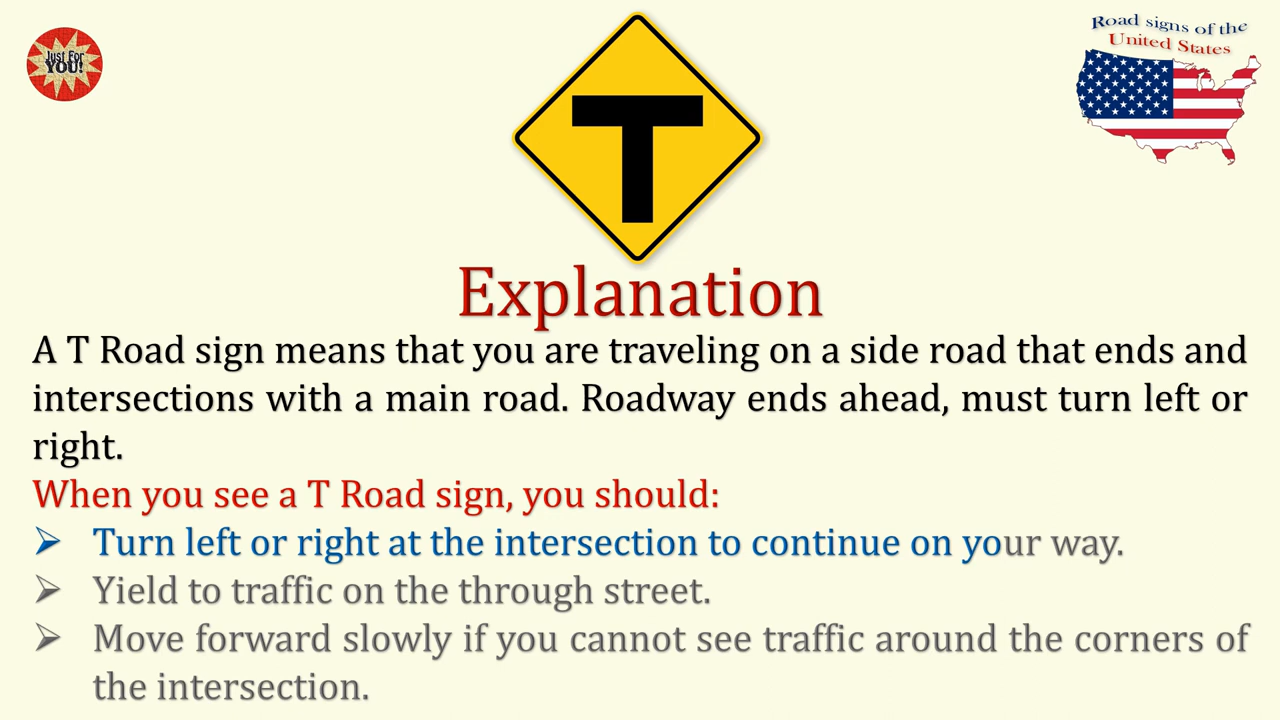 Just For
YOU!
Road signs of the
United States
T
Explanation
A T Road sign means that you are traveling on a side road that ends and
intersections with a main road. Roadway ends ahead, must turn left or
right.
When you see a T Road sign, you should:
Turn left or right at the intersection to continue on your way.
Yield to traffic on the through street.
Move forward slowly if you cannot see traffic around the corners of
the intersection.